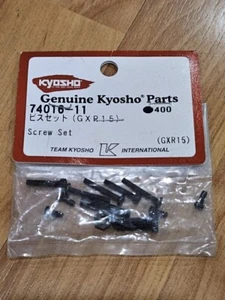 KYOSHO
Genuine Kyosho® Parts
74016-11
400
ビスセット(GXR15)
Screw Set
(GXR15)
TEAM KYOSHO K INTERNATIONAL